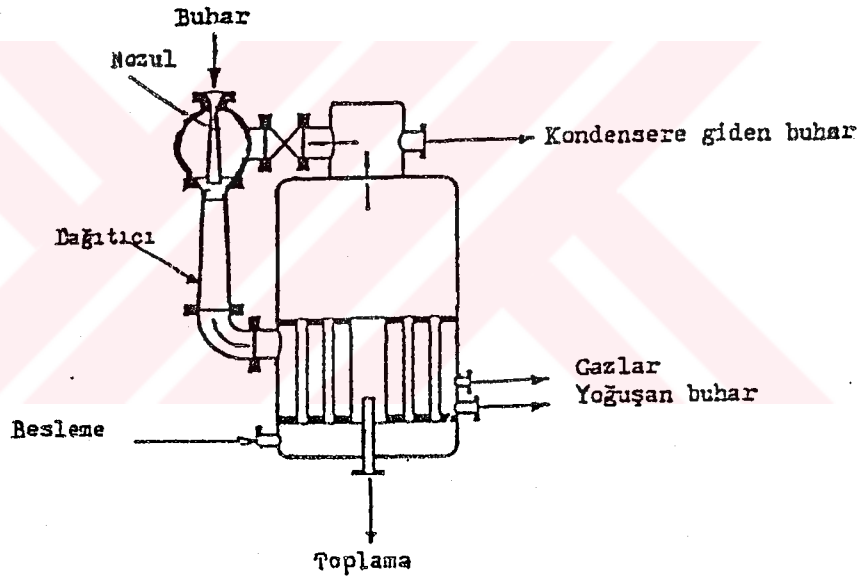 Buhar
Nozul
Kondensere giden buhar
Dağıtıcı
Gazlar
Yoğuşan buhar
Besleme
Toplama